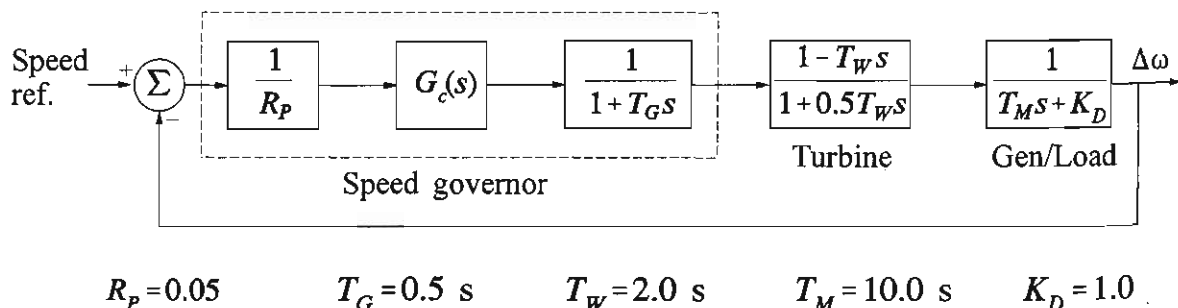 Speed ref.
+
Σ
−
1/R_P
G_c(s)
1/(1+T_G s)
(1−T_W s)/(1+0.5T_W s)
1/(T_M s+K_D)
Δω
Turbine
Gen/Load
Speed governor
R_P=0.05 T_G=0.5 s T_W=2.0 s T_M=10.0 s K_D=1.0